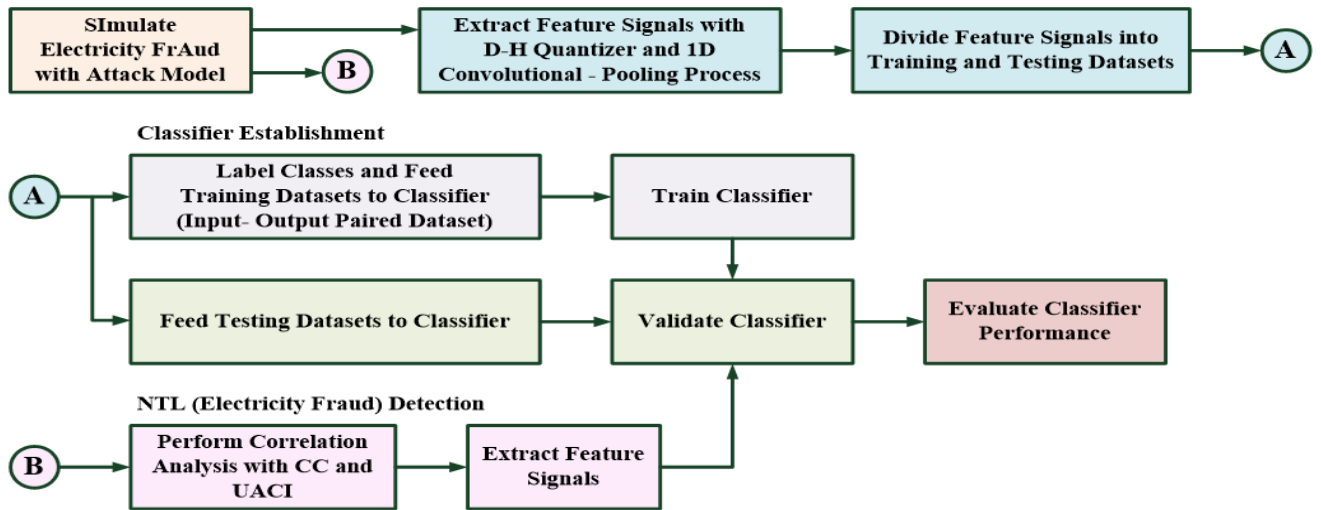 SImulate
Electricity FrAud
with Attack Model
B
Extract Feature Signals with
D-H Quantizer and 1D
Convolutional - Pooling Process
Divide Feature Signals into
Training and Testing Datasets
A
Classifier Establishment
A
Label Classes and Feed
Training Datasets to Classifier
(Input- Output Paired Dataset)
Train Classifier
Feed Testing Datasets to Classifier
Validate Classifier
Evaluate Classifier
Performance
NTL (Electricity Fraud) Detection
B
Perform Correlation
Analysis with CC and
UACI
Extract Feature
Signals